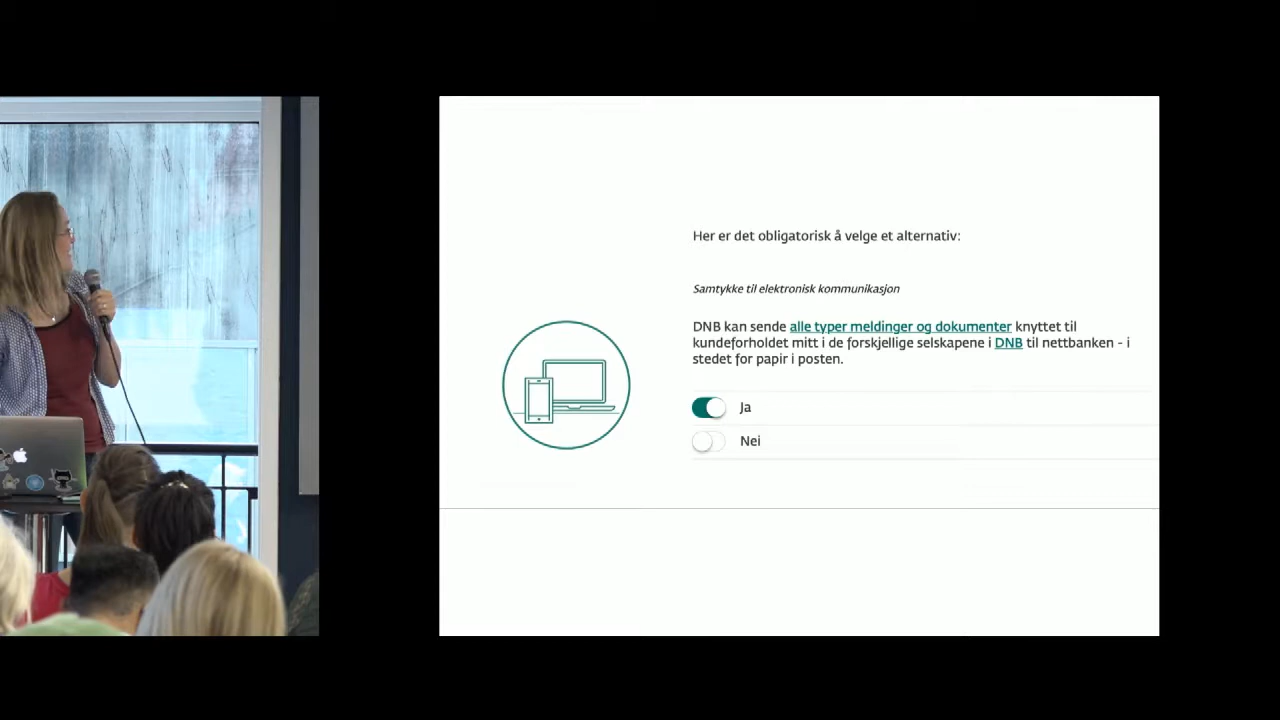 Her er det obligatorisk å velge et alternativ:
Samtykke til elektronisk kommunikasjon
DNB kan sende alle typer meldinger og dokumenter knyttet til
kundeforholdet mitt i de forskjellige selskapene i DNB til nettbanken - i
stedet for papir i posten.
Ja
Nei